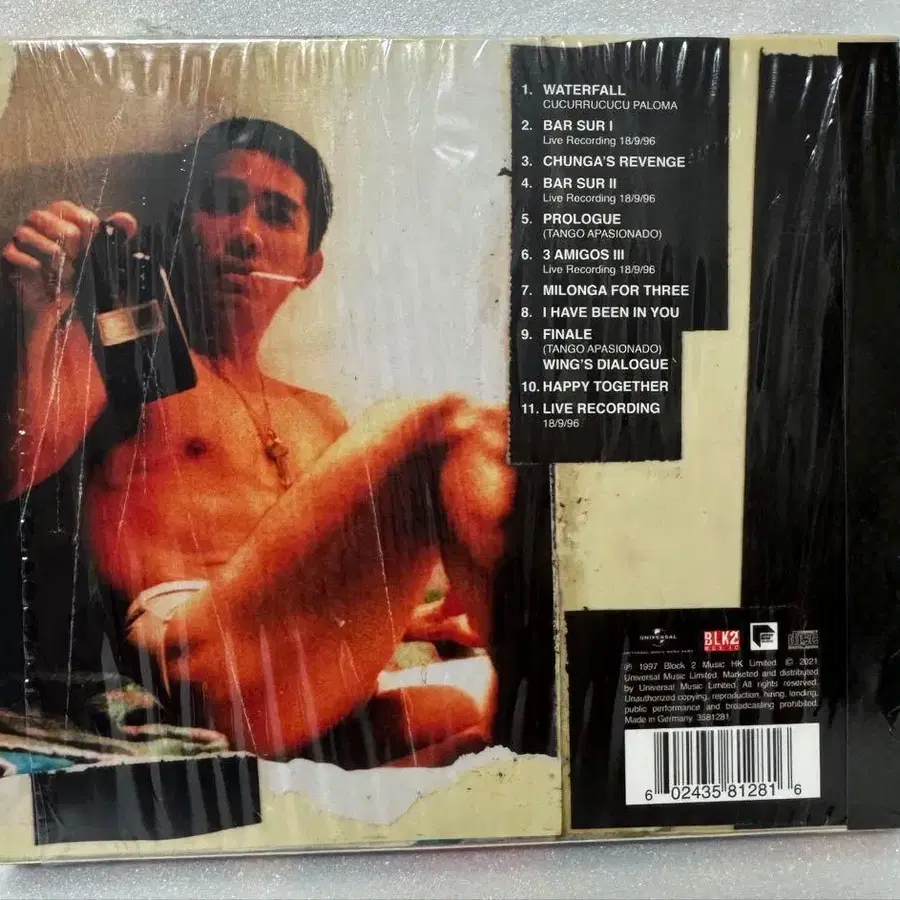 1. WATERFALL
CUCURRUCUCU PALOMA
2. BAR SUR I
Live Recording 18/9/96
3. CHUNGA'S REVENGE
4. BAR SUR II
Live Recording 18/9/96
5. PROLOGUE
(TANGO APASIONADO)
6. 3 AMIGOS III
Live Recording 18/9/96
7. MILONGA FOR THREE
8. I HAVE BEEN IN YOU
9. FINALE
(TANGO APASIONADO)
WING'S DIALOGUE
10. HAPPY TOGETHER
11. LIVE RECORDING
18/9/96
UNIVERSAL
BLK2
MUSIC
disc
℗ 1997 Block 2 Music HK Limited. © 2021
Universal Music Limited. Marketed and distributed
by Universal Music Limited. All rights reserved.
Unauthorized copying, reproduction, hiring, lending,
public performance and broadcasting prohibited.
Made in Germany 3581281
6 02435 81281 6